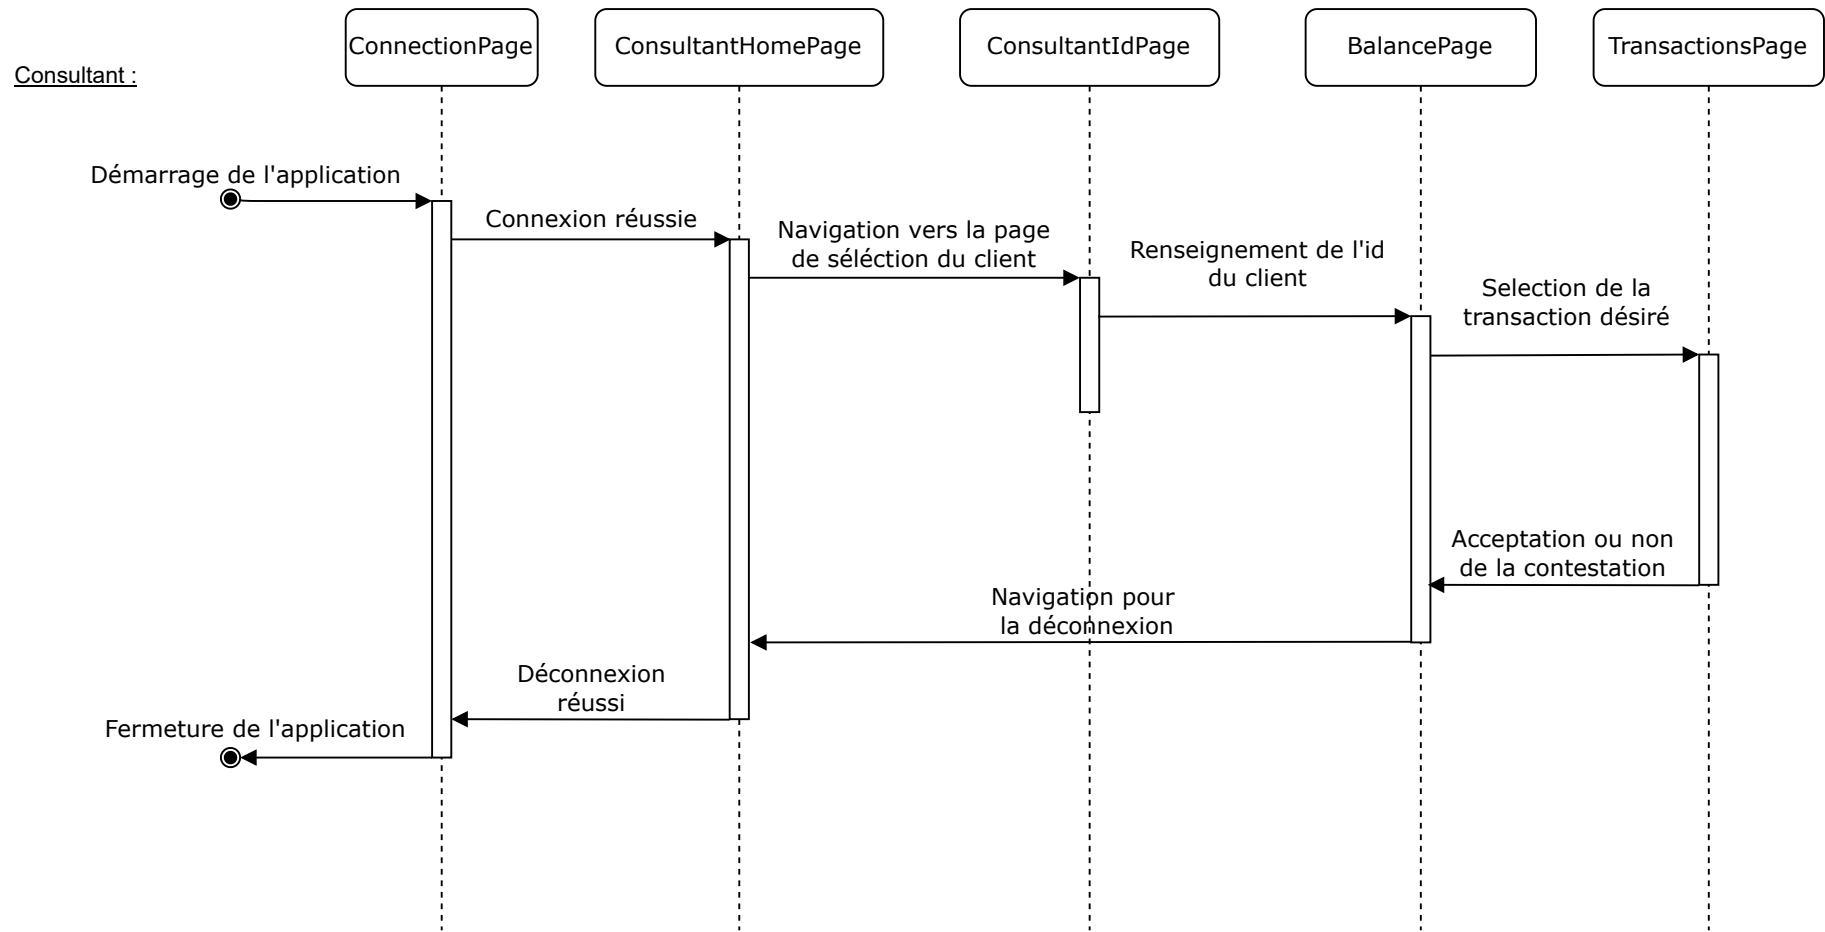 ConnectionPage
ConsultantHomePage
ConsultantIdPage
BalancePage
TransactionsPage
Consultant :
Démarrage de l'application
Connexion réussie
Navigation vers la page
de séléction du client
Renseignement de l'id
du client
Selection de la
transaction désiré
Acceptation ou non
de la contestation
Navigation pour
la déconnexion
Déconnexion
réussi
Fermeture de l'application